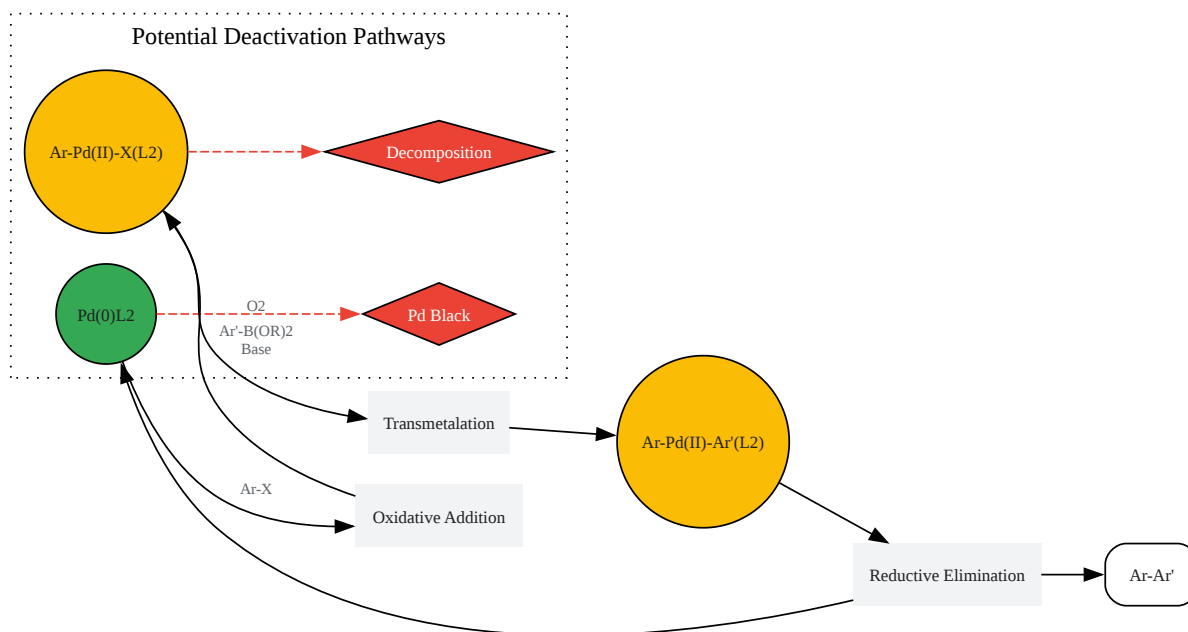 Potential Deactivation Pathways
Ar-Pd(II)-X(L2)
Decomposition
Pd(0)L2
O2
Pd Black
Ar'-B(OR)2
Base
Transmetalation
Ar-Pd(II)-Ar'(L2)
Ar-X
Oxidative Addition
Reductive Elimination
Ar-Ar'